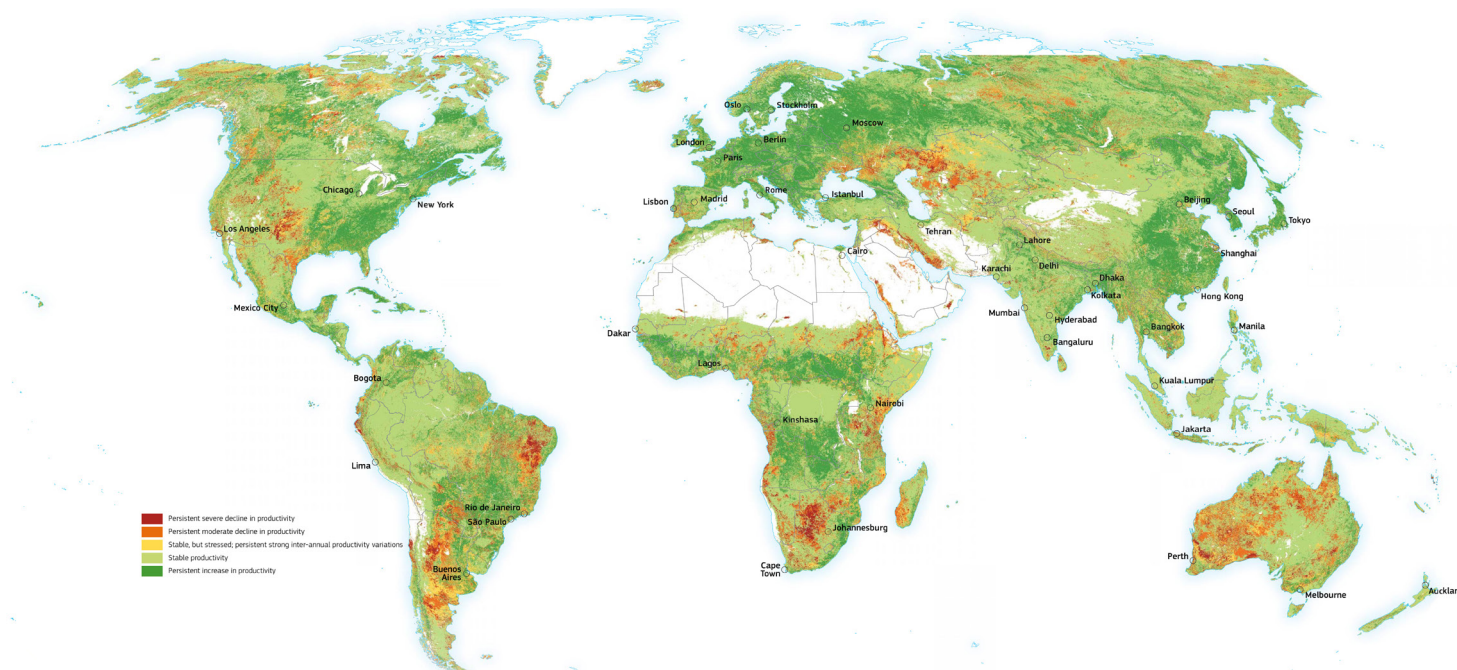 Oslo
Stockholm
Moscow
London
Berlin
Paris
Chicago
New York
Lisbon
Madrid
Rome
Istanbul
Beijing
Seoul
Tokyo
Los Angeles
Tehran
Lahore
Cairo
Shanghai
Karachi
Delhi
Dhaka
Kolkata
Hong Kong
Mexico City
Mumbai
Hyderabad
Dakar
Bangkok
Manila
Bangaluru
Lagos
Bogota
Kuala Lumpur
Nairobi
Kinshasa
Jakarta
Lima
Rio de Janeiro
São Paulo
Johannesburg
Perth
Cape
Town
Buenos
Aires
Melbourne
Aucklan
Persistent severe decline in productivity
Persistent moderate decline in productivity
Stable, but stressed; persistent strong inter-annual productivity variations
Stable productivity
Persistent increase in productivity